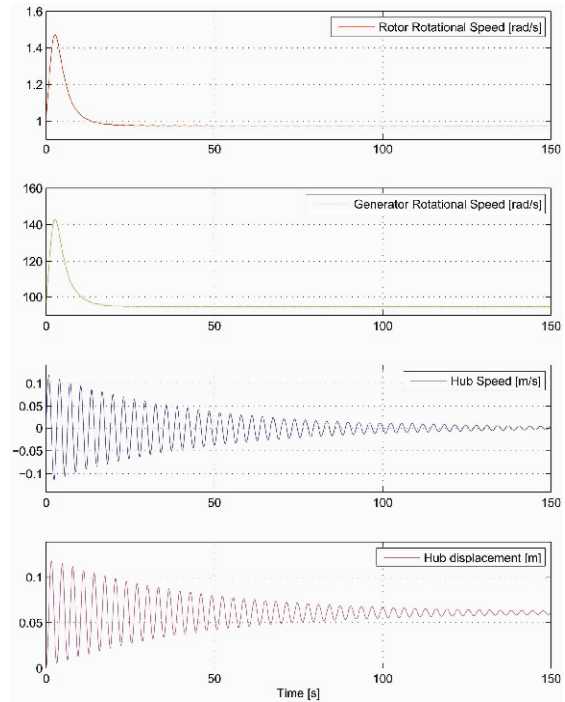 1.6
Rotor Rotational Speed [rad/s]
1.4
1.2
1
0 50 100 150
160
Generator Rotational Speed [rad/s]
140
120
100
0 50 100 150
0.1
Hub Speed [m/s]
0.05
0
−0.05
−0.1
0 50 100 150
Hub displacement [m]
0.1
0.05
0
0 50 100 150
Time [s]